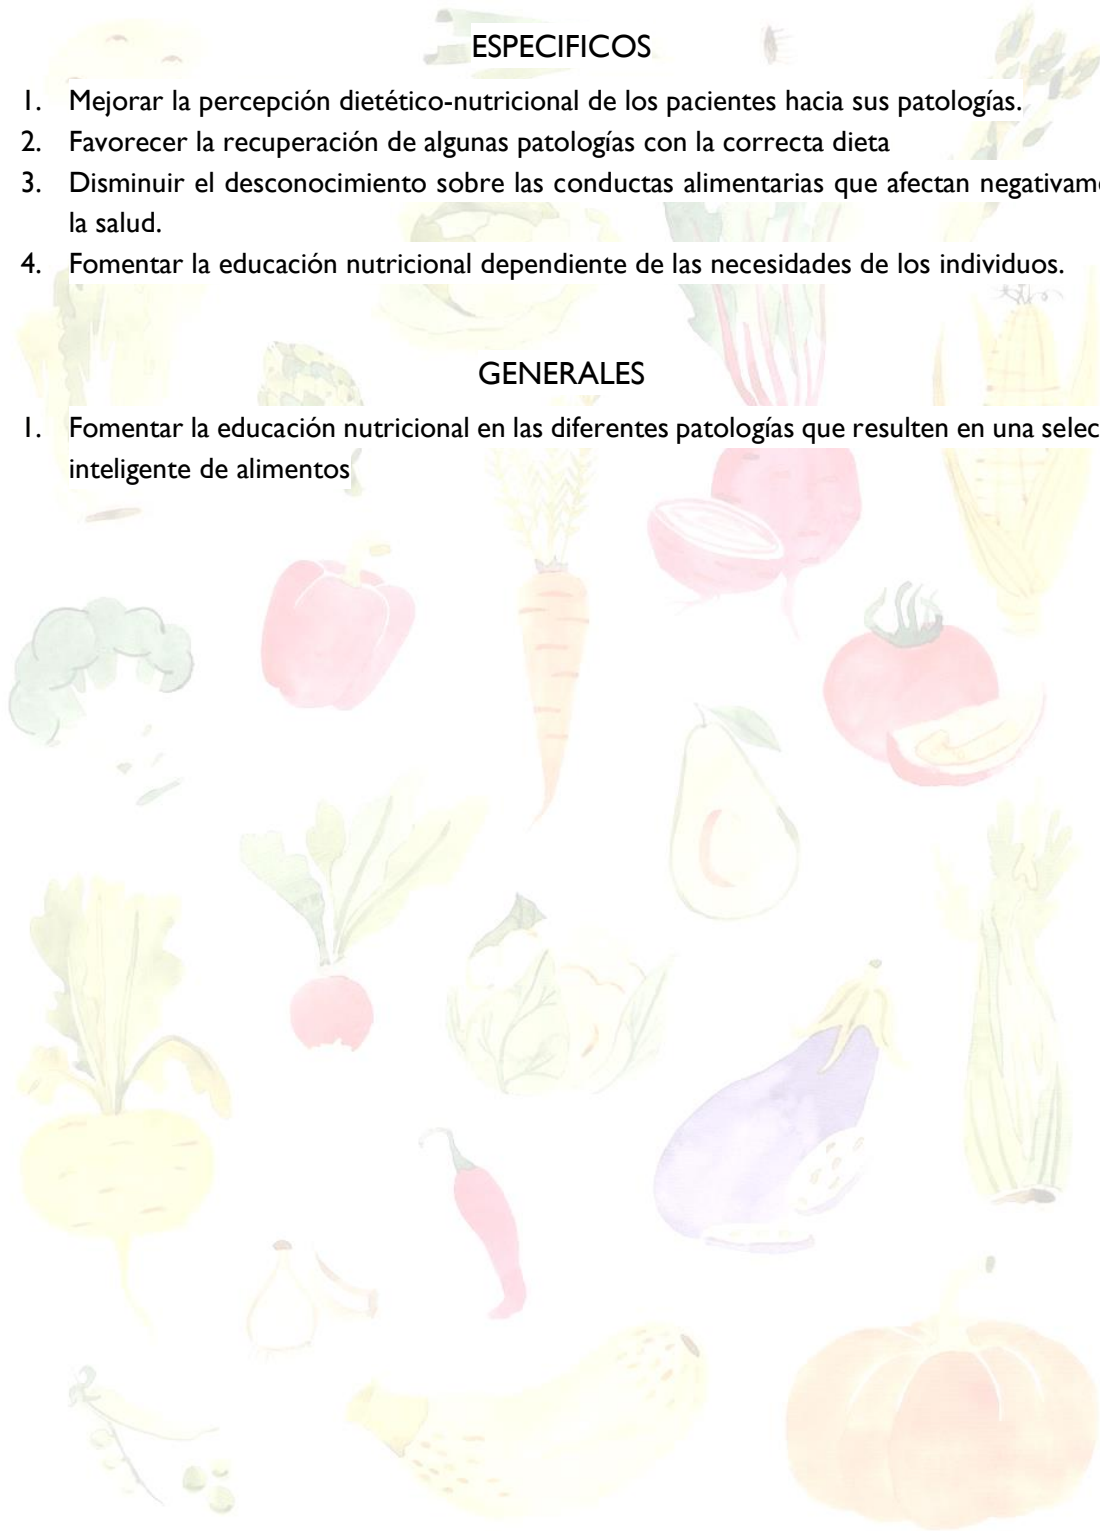 ESPECIFICOS
1. Mejorar la percepción dietético-nutricional de los pacientes hacia sus patologías.
2. Favorecer la recuperación de algunas patologías con la correcta dieta
3. Disminuir el desconocimiento sobre las conductas alimentarias que afectan
la salud.
4. Fomentar la educación nutricional dependiente de las necesidades de los individuos.
GENERALES
1. Fomentar la educación nutricional en las diferentes patologías que resulten en una
inteligente de alimentos